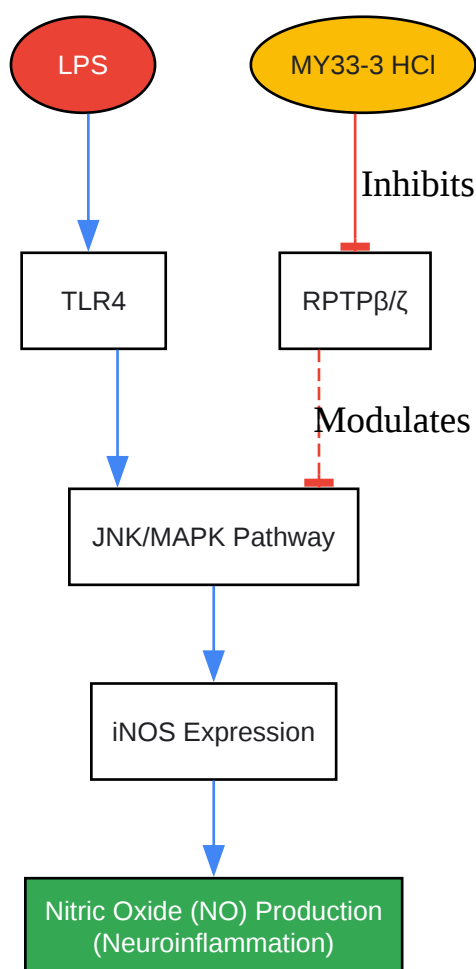 LPS
MY33-3 HCl
Inhibits
TLR4
RPTPβ/ζ
Modulates
JNK/MAPK Pathway
iNOS Expression
Nitric Oxide (NO) Production
(Neuroinflammation)